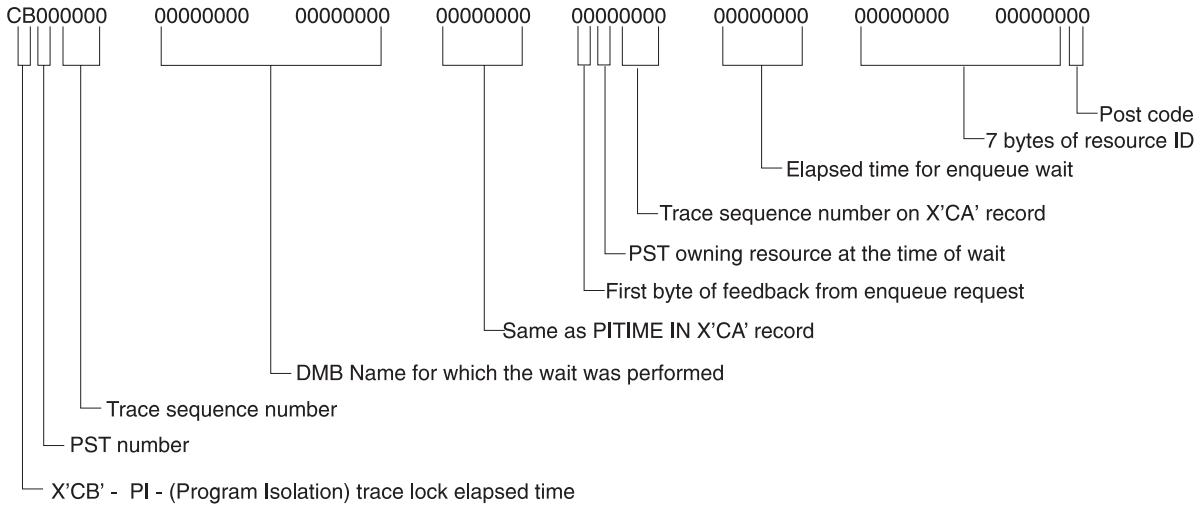 CB000000 00000000 00000000 00000000 00000000 00000000 00000000 00000000
Post code
7 bytes of resource ID
Elapsed time for enqueue wait
Trace sequence number on X'CA' record
PST owning resource at the time of wait
First byte of feedback from enqueue request
Same as PITIME IN X'CA' record
DMB Name for which the wait was performed
Trace sequence number
PST number
X'CB' - PI - (Program Isolation) trace lock elapsed time